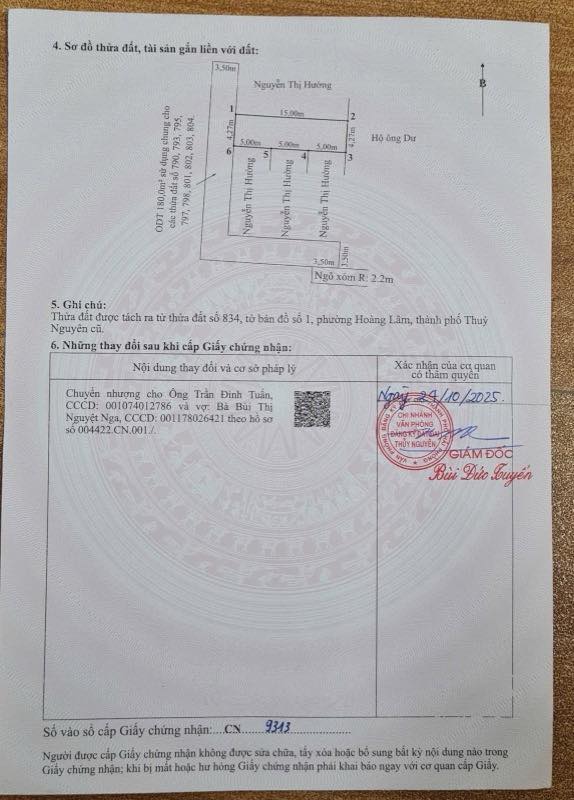 4. Sơ đồ thửa đất, tài sản gắn liền với đất:
3,50m
Nguyễn Thị Hường
B
1
15,00m
2
4,27m
4,27m
Hộ ông Dư
5,00m
5,00m
5,00m
6
5
4
3
ODT 180,0m² sử dụng chung cho
các thửa đất số 790, 793, 795,
797, 798, 801, 802, 803, 804.
Nguyễn Thị Hường
Nguyễn Thị Hường
Nguyễn Thị Hường
3,50m
3,50m
Ngõ xóm R: 2.2m
5. Ghi chú:
Thửa đất được tách ra từ thửa đất số 834, tờ bản đồ số 1, phường Hoàng Lâm, thành phố Thuỷ
Nguyên cũ.
6. Những thay đổi sau khi cấp Giấy chứng nhận:
Nội dung thay đổi và cơ sở pháp lý
Xác nhận của cơ quan
có thẩm quyền
Chuyển nhượng cho Ông Trần Đình Tuấn,
CCCD: 001074012786 và vợ: Bà Bùi Thị
Nguyệt Nga, CCCD: 001178026421 theo hồ sơ
số 004422.CN.001./.
Ngày 29/10/2025.
CHI NHÁNH
VĂN PHÒNG
ĐĂNG KÝ ĐẤT ĐAI
THỦY NGUYÊN
GIÁM ĐỐC
Bùi Đức Tuyến
Số vào sổ cấp Giấy chứng nhận:....CN 9313
Người được cấp Giấy chứng nhận không được sửa chữa, tẩy xóa hoặc bổ sung bất kỳ nội dung nào trong
Giấy chứng nhận; khi bị mất hoặc hư hỏng Giấy chứng nhận phải khai báo ngay với cơ quan cấp Giấy.